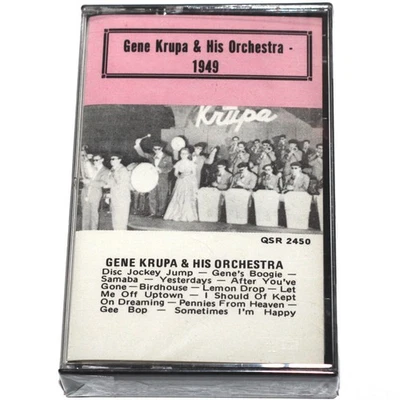 Gene Krupa & His Orchestra -
1949
Krupa
QSR 2450
GENE KRUPA & HIS ORCHESTRA
Disc Jockey Jump — Gene's Boogie —
Samaba — Yesterdays — After You've
Gone — Birdhouse — Lemon Drop — Let
Me Off Uptown — I Should Of Kept
On Dreaming — Pennies From Heaven —
Gee Bop — Sometimes I'm Happy